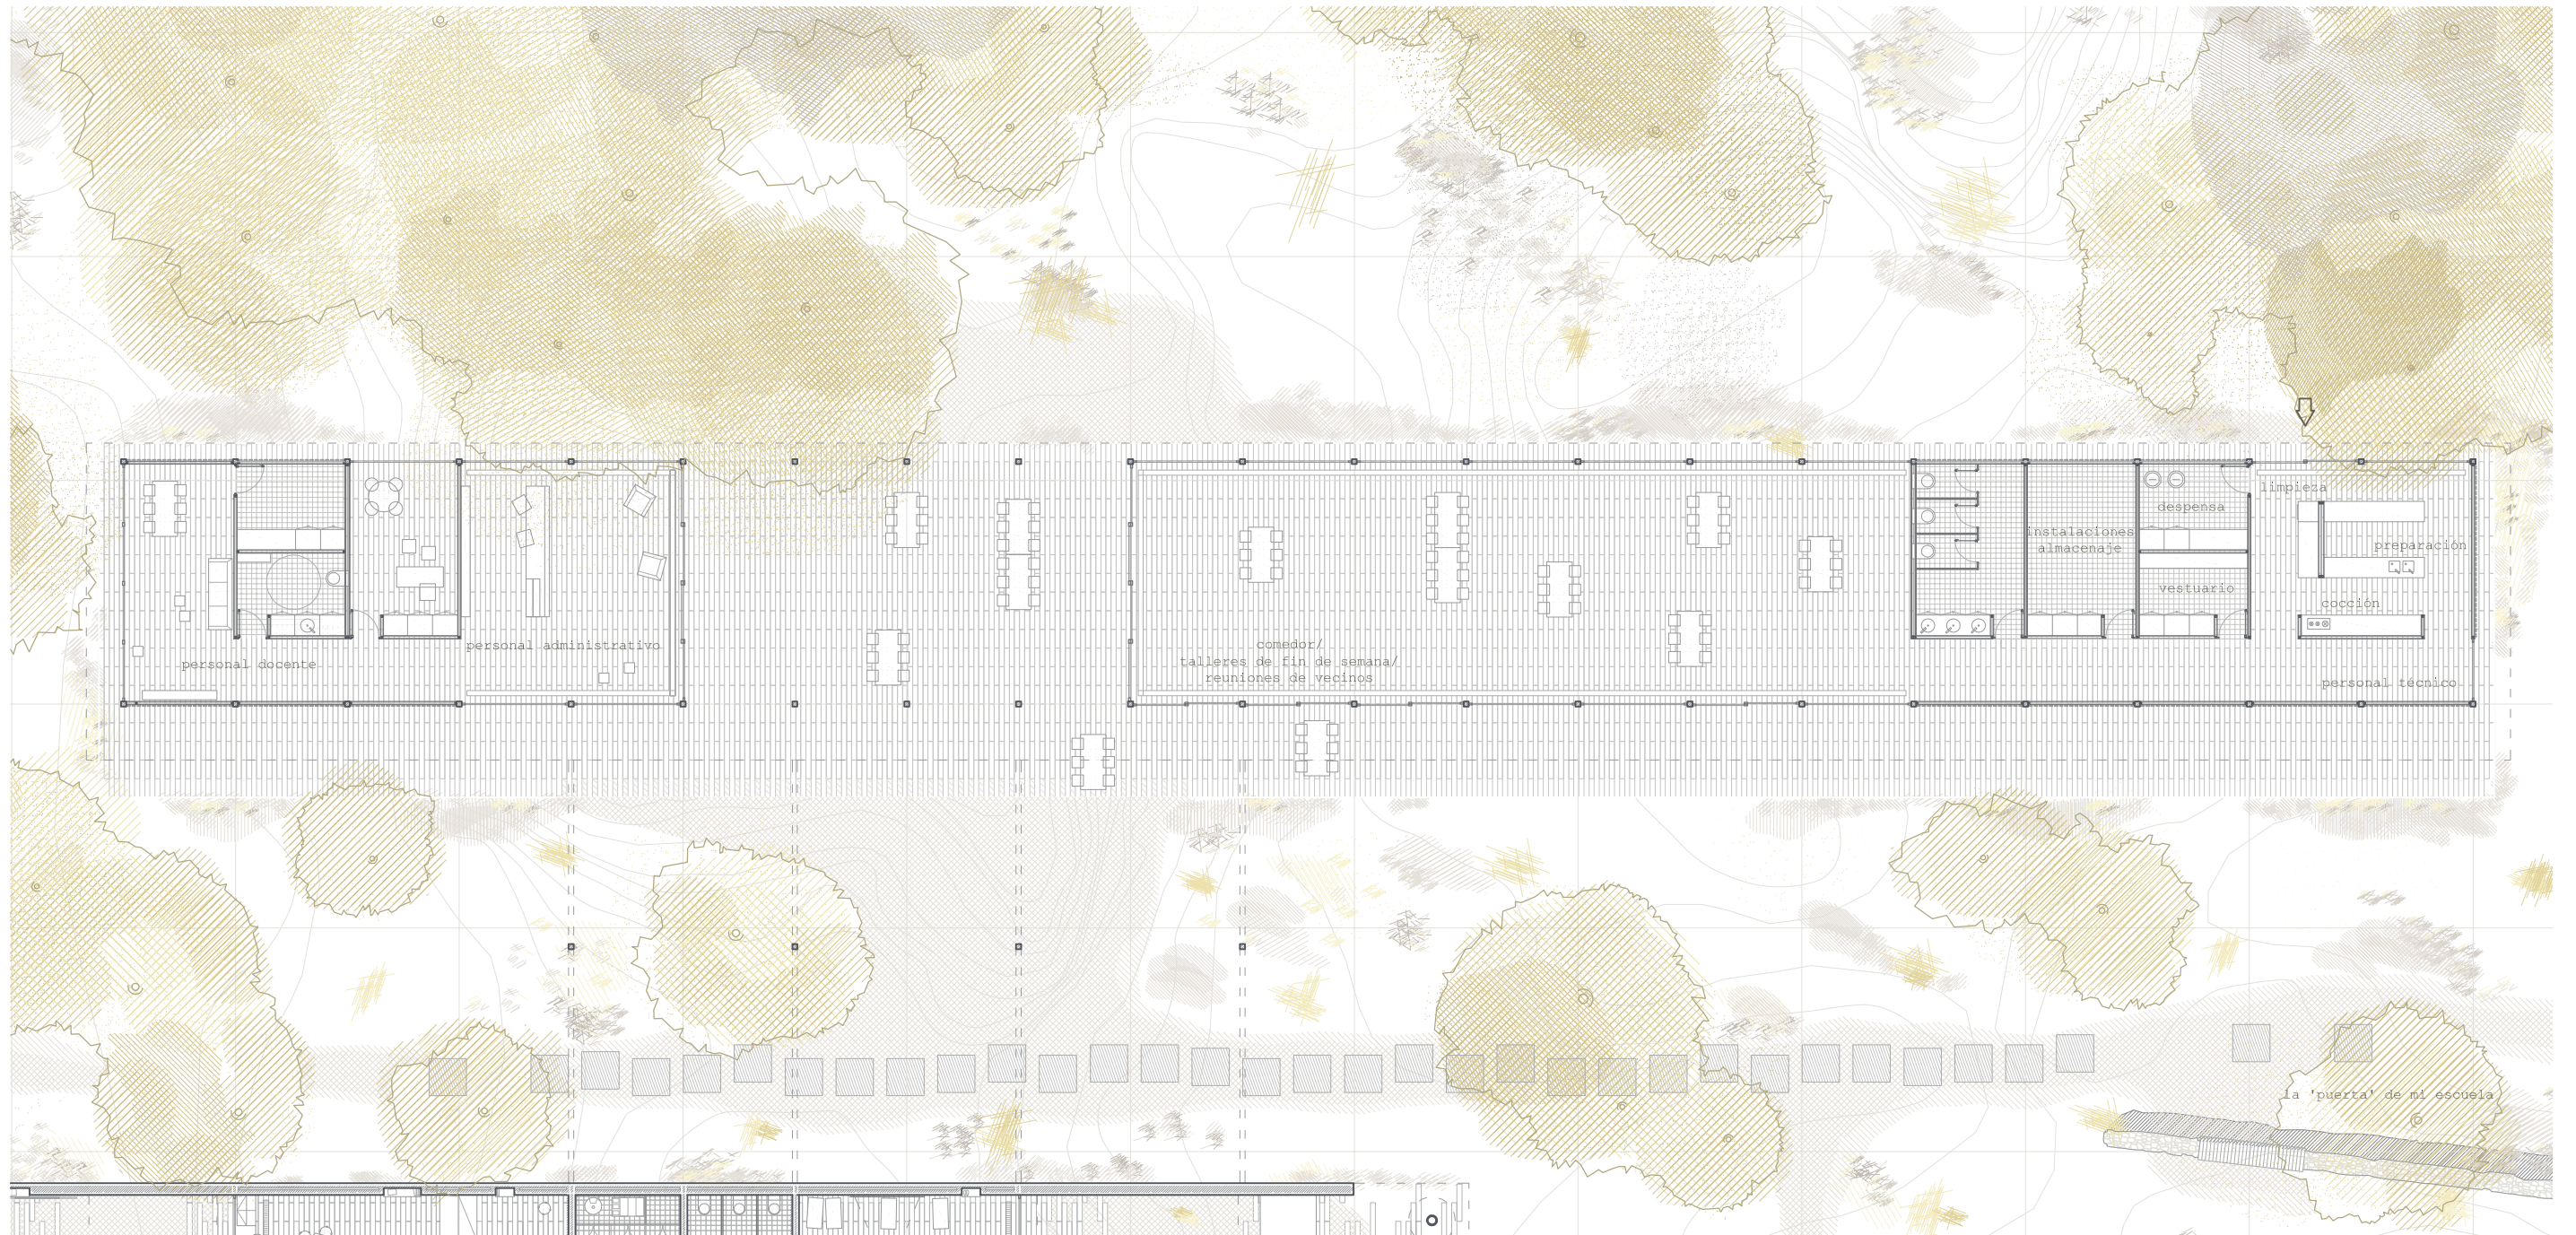 limpieza
despensa
instalaciones
almacenaje
preparación
vestuario
cocción
comedor/
talleres de fin de semana/
reuniones de vecinos
personal administrativo
personal docente
personal técnico
la 'puerta' de mi escuela